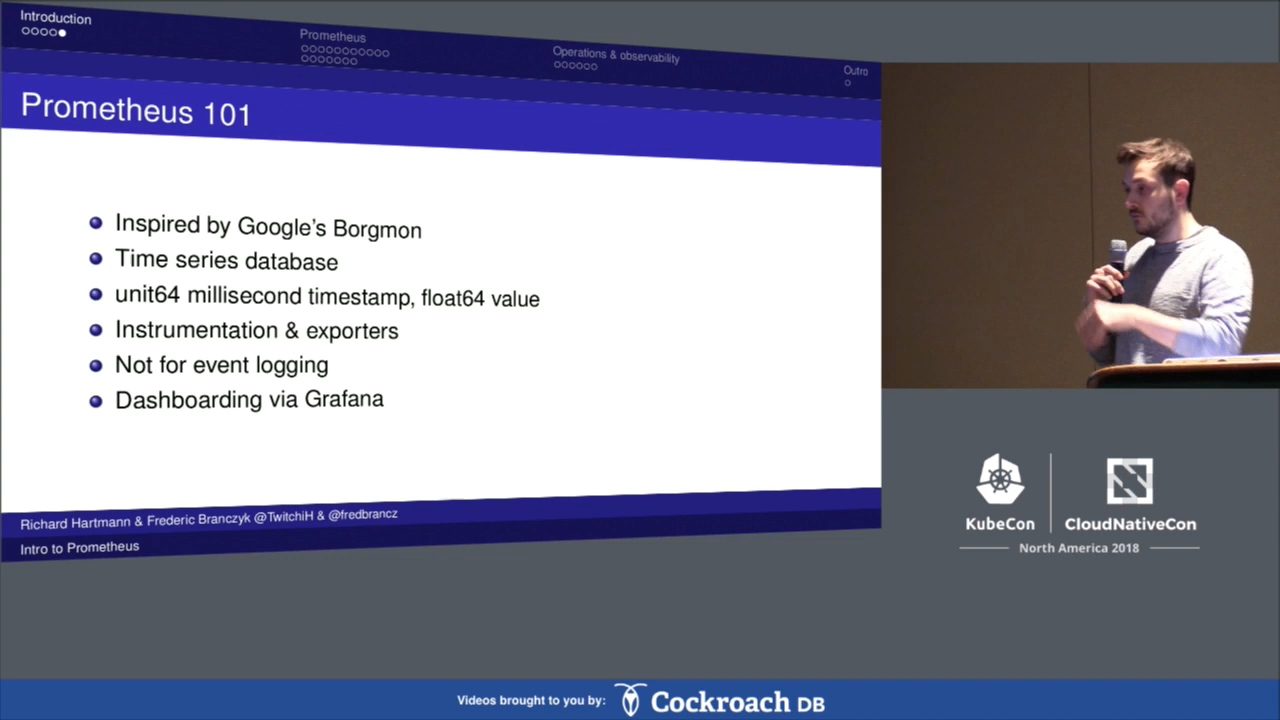 Introduction
Prometheus
Operations & observability
Outro
Prometheus 101
Inspired by Google's Borgmon
Time series database
unit64 millisecond timestamp, float64 value
Instrumentation & exporters
Not for event logging
Dashboarding via Grafana
Richard Hartmann & Frederic Branczyk @TwitchiH & @fredbrancz
Intro to Prometheus
KubeCon
CloudNativeCon
North America 2018
Videos brought to you by:
Cockroach DB